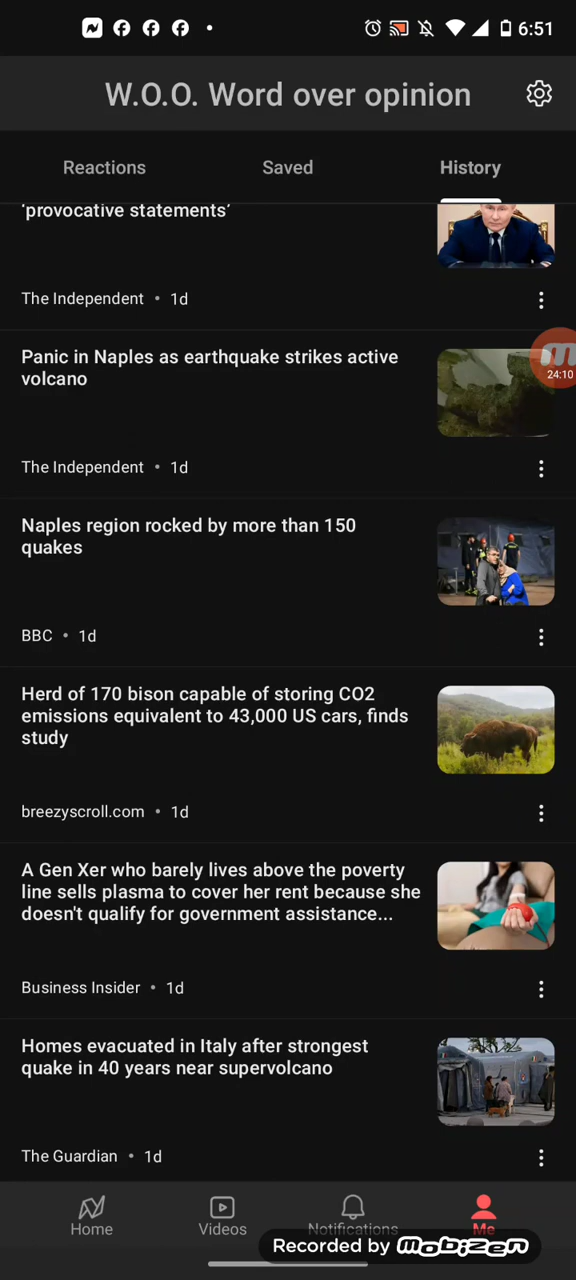 6:51
W.O.O. Word over opinion
Reactions
Saved
History
‘provocative statements’
The Independent • 1d
Panic in Naples as earthquake strikes active
volcano
24:10
The Independent • 1d
Naples region rocked by more than 150
quakes
BBC • 1d
Herd of 170 bison capable of storing CO2
emissions equivalent to 43,000 US cars, finds
study
breezyscroll.com • 1d
A Gen Xer who barely lives above the poverty
line sells plasma to cover her rent because she
doesn't qualify for government assistance...
Business Insider • 1d
Homes evacuated in Italy after strongest
quake in 40 years near supervolcano
The Guardian • 1d
Home
Videos
Notifications
Me
Recorded by mobizen